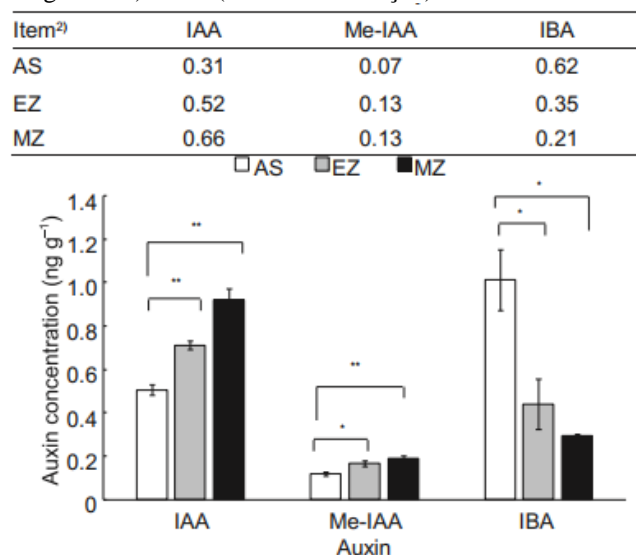 Item2) IAA Me-IAA IBA
AS 0.31 0.07 0.62
EZ 0.52 0.13 0.35
MZ 0.66 0.13 0.21
AS EZ MZ
Auxin concentration (ng g–1)
1.4
1.2
1.0
0.8
0.6
0.4
0.2
0
** **
* **
* *
IAA Me-IAA IBA
Auxin